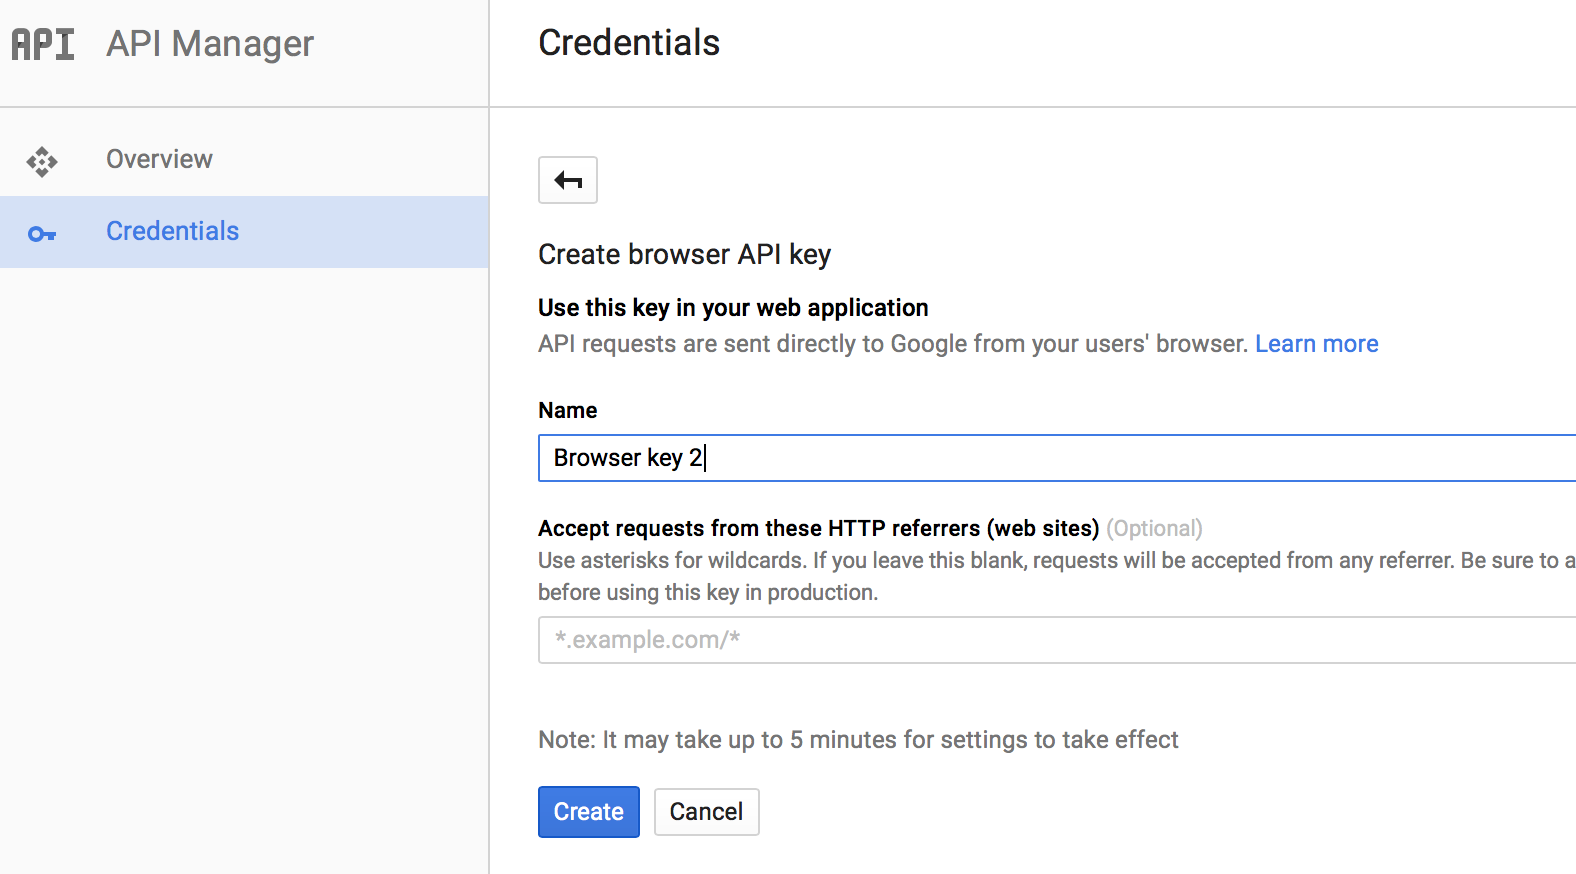 API API Manager
Credentials
Overview
Credentials
Create browser API key
Use this key in your web application
API requests are sent directly to Google from your users' browser. Learn more
Name
Browser key 2
Accept requests from these HTTP referrers (web sites) (Optional)
Use asterisks for wildcards. If you leave this blank, requests will be accepted from any referrer. Be sure to a
before using this key in production.
*.example.com/*
Note: It may take up to 5 minutes for settings to take effect
Create Cancel